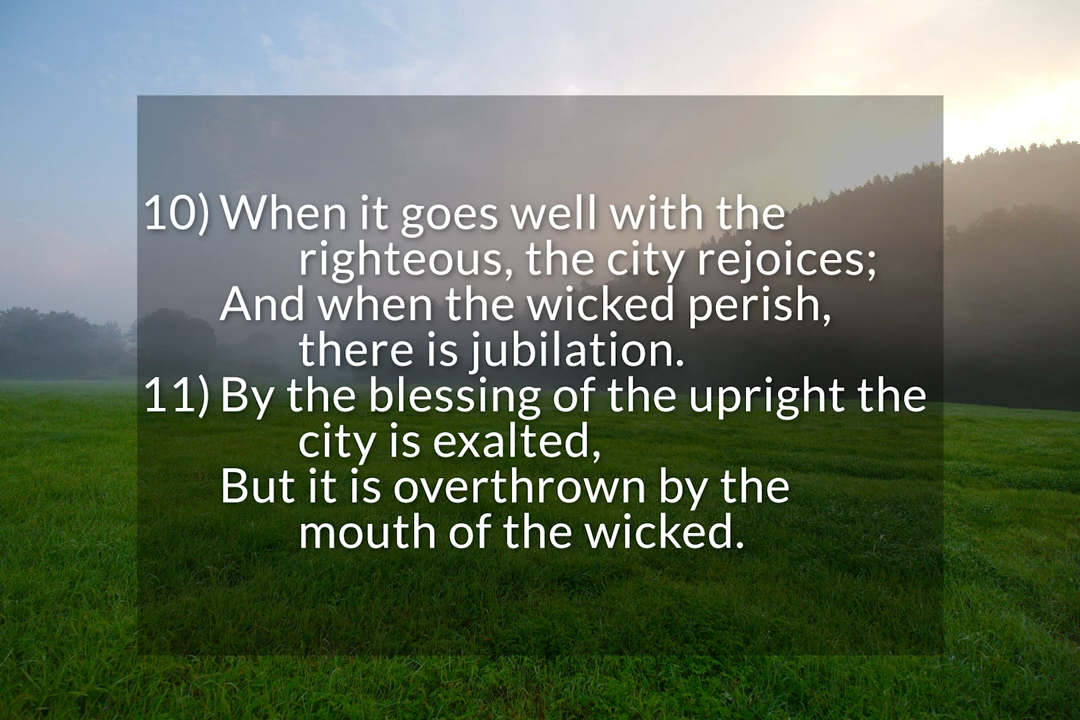 10) When it goes well with the
righteous, the city rejoices;
And when the wicked perish,
there is jubilation.
11) By the blessing of the upright the
city is exalted,
But it is overthrown by the
mouth of the wicked.